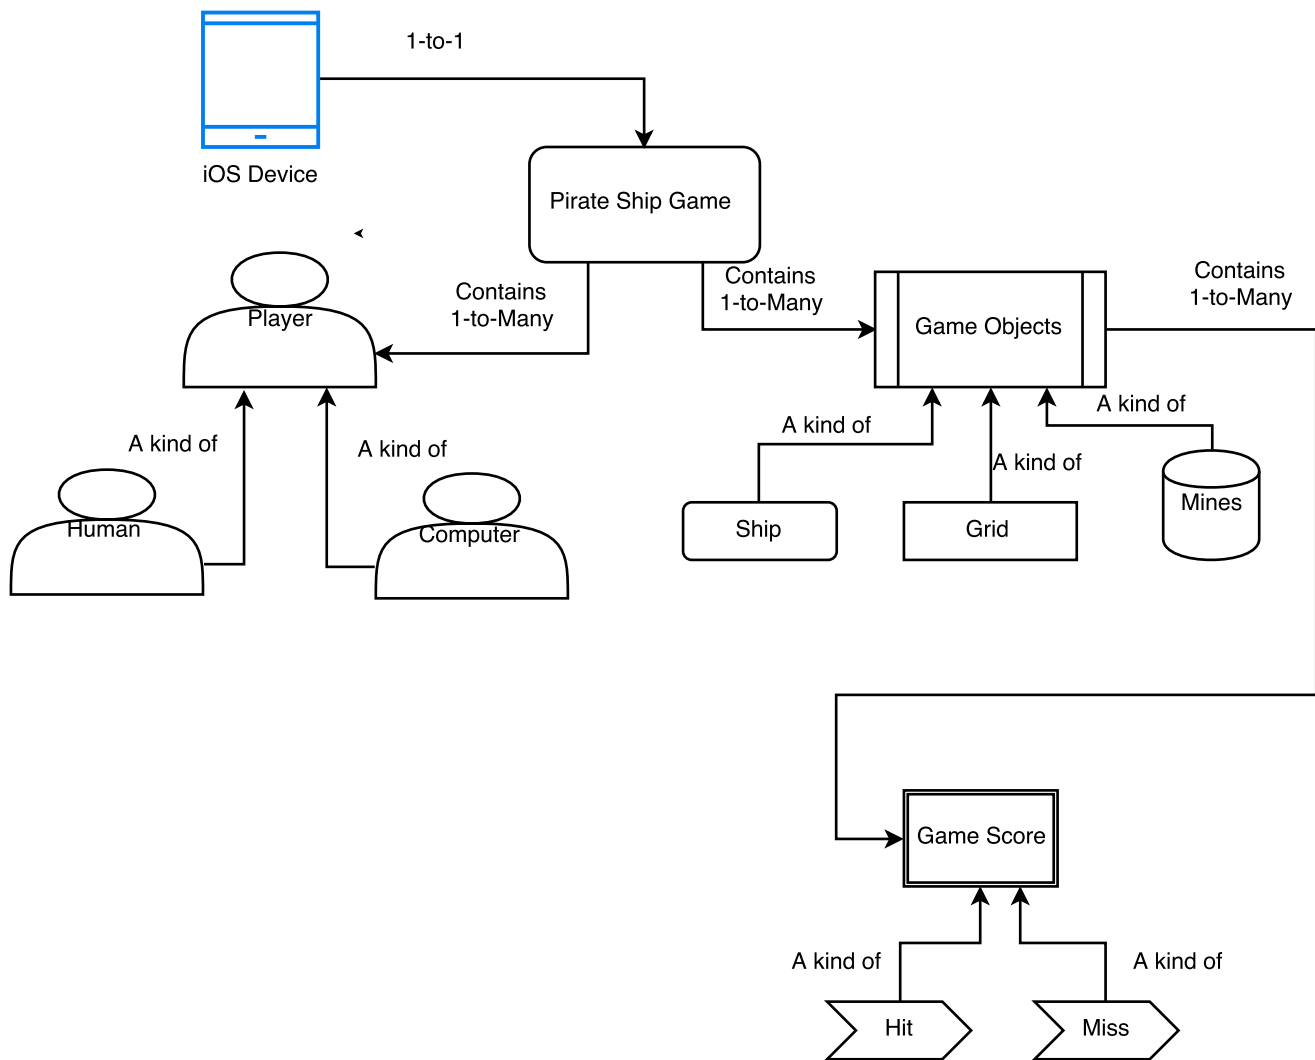 1-to-1
iOS Device
Pirate Ship Game
Contains
1-to-Many
Contains
1-to-Many
Contains
1-to-Many
Player
Game Objects
A kind of
A kind of
A kind of
A kind of
A kind of
Human
Computer
Ship
Grid
Mines
Game Score
A kind of
A kind of
Hit
Miss